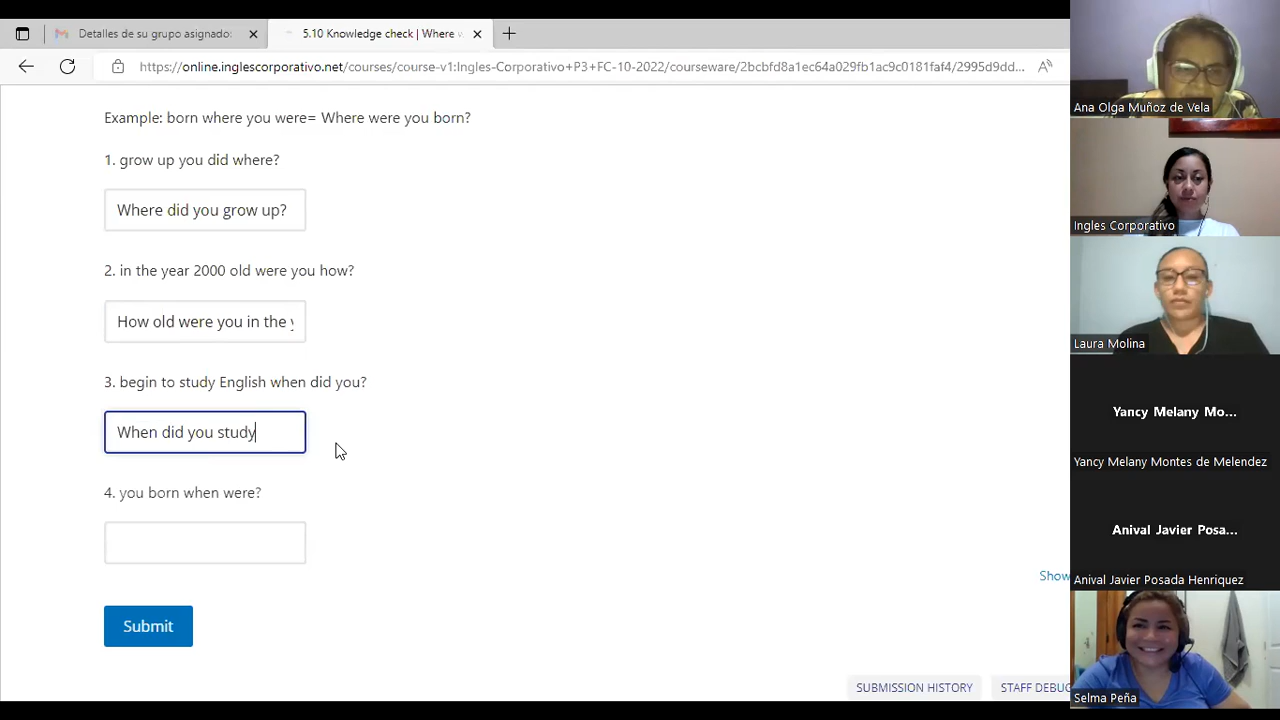 Detalles de su grupo asignado:
5.10 Knowledge check | Where
https://online.inglescorporativo.net/courses/course-v1:Ingles-Corporativo+P3+FC-10-2022/courseware/2bcbfd8a1ec64a029fb1ac9c0181faf4/2995d9dd...
Example: born where you were= Where were you born?
1. grow up you did where?
Where did you grow up?
2. in the year 2000 old were you how?
How old were you in the
3. begin to study English when did you?
When did you study
4. you born when were?
Show
Submit
SUBMISSION HISTORY
STAFF DEBUG
Ana Olga Muñoz de Vela
Ingles Corporativo
Laura Molina
Yancy Melany Mo...
Yancy Melany Montes de Melendez
Anival Javier Posa...
Anival Javier Posada Henriquez
Selma Peña